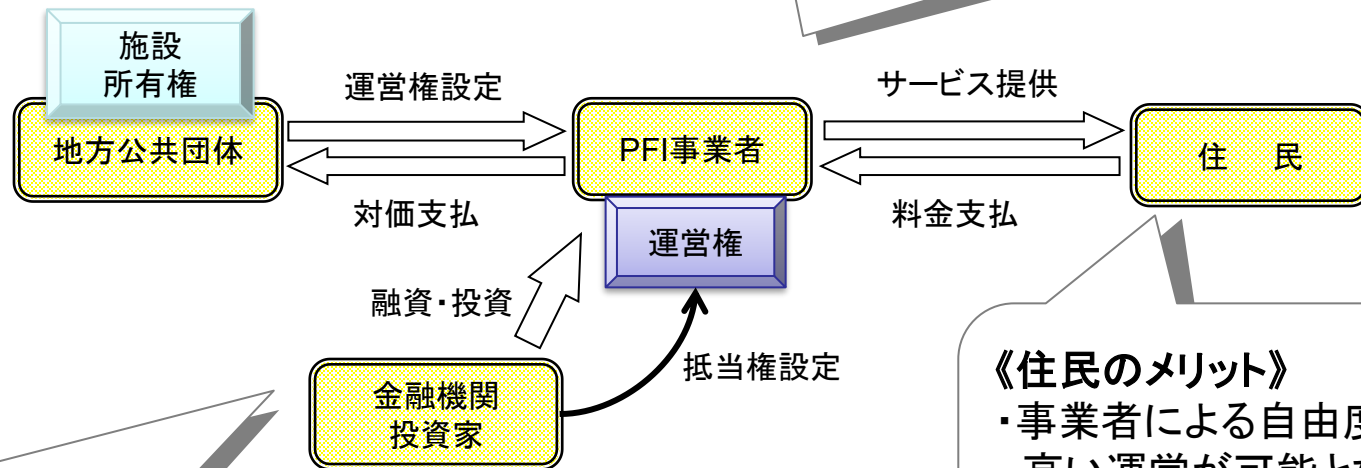 施設
所有権
地方公共団体
運営権設定
対価支払
PFI事業者
運営権
サービス提供
料金支払
住　民
融資・投資
抵当権設定
金融機関
投資家
《住民のメリット》
・事業者による自由度